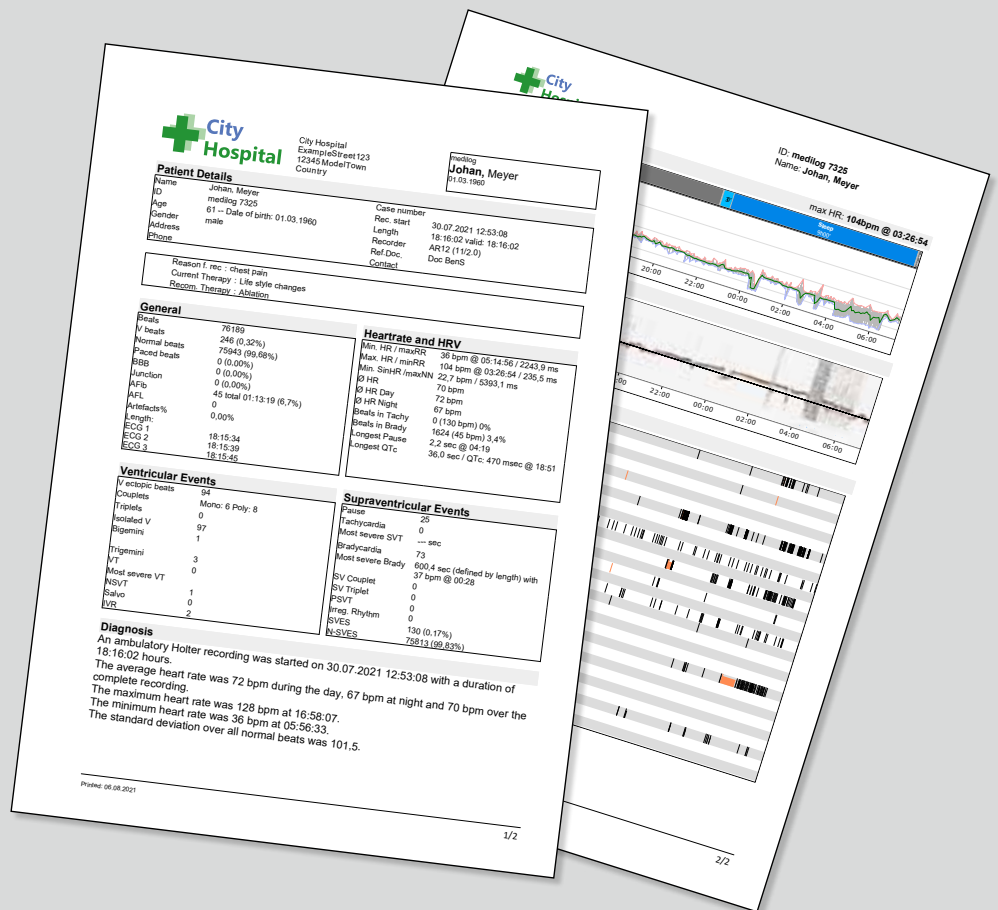 City
Hospital
City Hospital
ExampleStreet123
12345 ModelTown
Country
medilog
Johan, Meyer
01.03.1960
Patient Details
Name Johan, Meyer
ID medilog 7325
Age 61 -- Date of birth: 01.03.1960
Gender male
Address
Phone
Case number
Rec. start 30.07.2021 12:53:08
Length 18:16:02 valid: 18:16:02
Recorder AR12 (11/2.0)
Ref.Doc. Doc BenS
Contact
Reason f. rec : chest pain
Current Therapy : Life style changes
Recom. Therapy : Ablation
General
Beats 76189
V beats 246 (0,32%)
Normal beats 75943 (99,68%)
Paced beats 0 (0,00%)
BBB 0 (0,00%)
Junction 0 (0,00%)
AFib 45 total 01:13:19 (6,7%)
AFL 0
Artefacts% 0,00%
Length:
ECG 1 18:15:34
ECG 2 18:15:39
ECG 3 18:15:45
Heartrate and HRV
Min. HR / maxRR 36 bpm @ 05:14:56 / 2243,9 ms
Max. HR / minRR 104 bpm @ 03:26:54 / 235,5 ms
Min. SinHR /maxNN 22,7 bpm / 5393,1 ms
Ø HR 70 bpm
Ø HR Day 72 bpm
Ø HR Night 67 bpm
Beats in Tachy 0 (130 bpm) 0%
Beats in Brady 1624 (45 bpm) 3,4%
Longest Pause 2,2 sec @ 04:19
Longest QTc 36,0 sec / QTc: 470 msec @ 18:51
Ventricular Events
V ectopic beats 94
Couplets Mono: 6 Poly: 8
Triplets 0
Isolated V 97
Bigemini 1
Trigemini 3
VT 0
Most severe VT
NSVT 1
Salvo 0
IVR 2
Supraventricular Events
Pause 25
Tachycardia 0
Most severe SVT --- sec
Bradycardia 73
Most severe Brady 600,4 sec (defined by length) with
37 bpm @ 00:28
SV Couplet 0
SV Triplet 0
PSVT 0
Irreg. Rhythm 0
SVES 130 (0.17%)
N-SVES 75813 (99,83%)
Diagnosis
An ambulatory Holter recording was started on 30.07.2021 12:53:08 with a duration of
18:16:02 hours.
The average heart rate was 72 bpm during the day, 67 bpm at night and 70 bpm over the
complete recording.
The maximum heart rate was 128 bpm at 16:58:07.
The minimum heart rate was 36 bpm at 05:56:33.
The standard deviation over all normal beats was 101,5.
Printed: 06.08.2021
1/2
City
ID: medilog 7325
Name: Johan, Meyer
max HR: 104bpm @ 03:26:54
Sleep
20:00 22:00 00:00 02:00 04:00 06:00
22:00 00:00 02:00 04:00 06:00
2/2